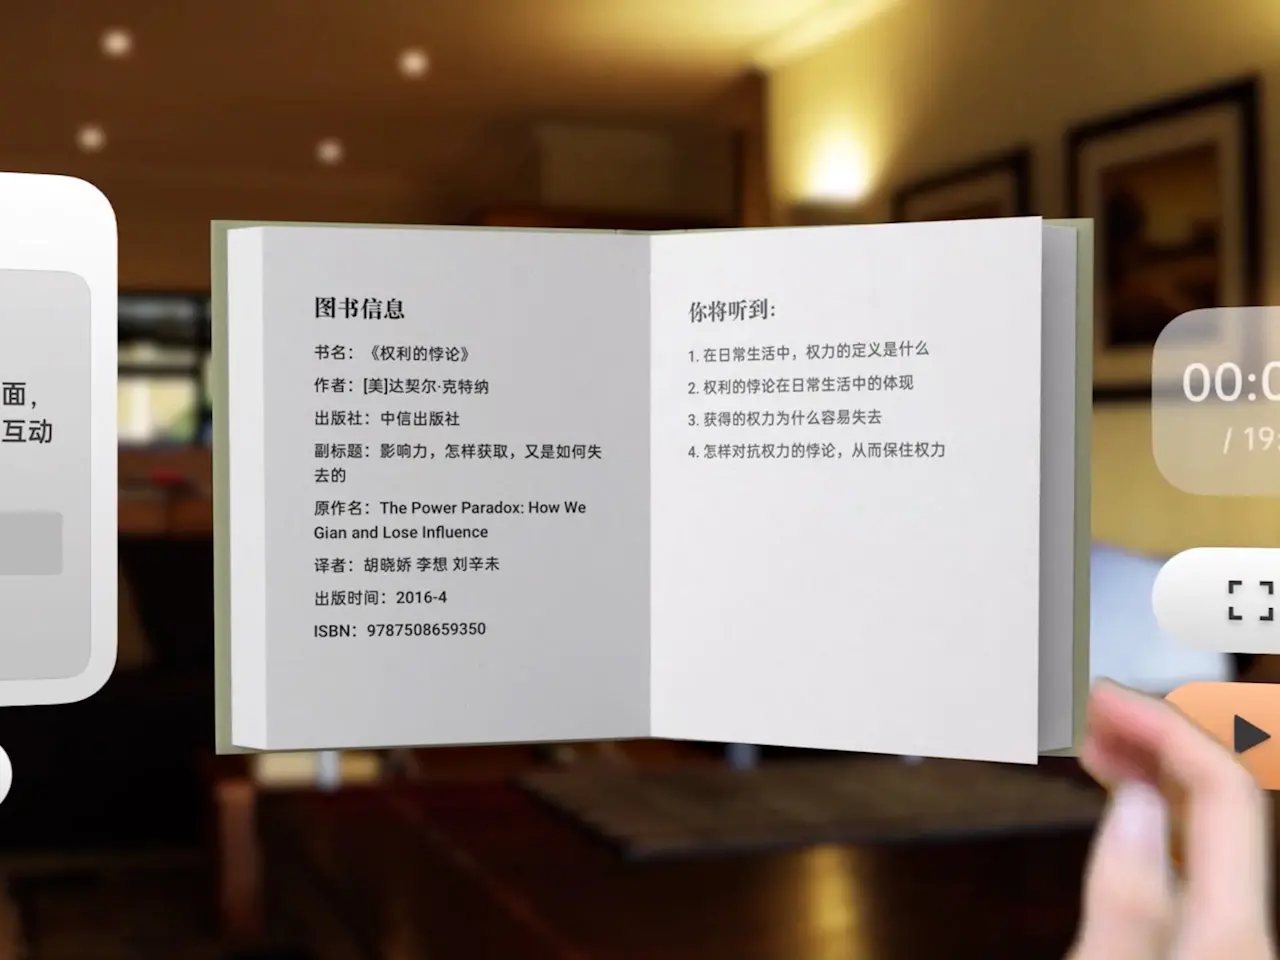 面，
互动
图书信息
书名：《权利的悖论》
作者：[美]达契尔·克特纳
出版社：中信出版社
副标题：影响力，怎样获取，又是如何失
去的
原作名：The Power Paradox: How We
Gian and Lose Influence
译者：胡晓娇 李想 刘辛未
出版时间：2016-4
ISBN：9787508659350
你将听到:
1. 在日常生活中，权力的定义是什么
2. 权利的悖论在日常生活中的体现
3. 获得的权力为什么容易失去
4. 怎样对抗权力的悖论，从而保住权力
00:0
/ 19: